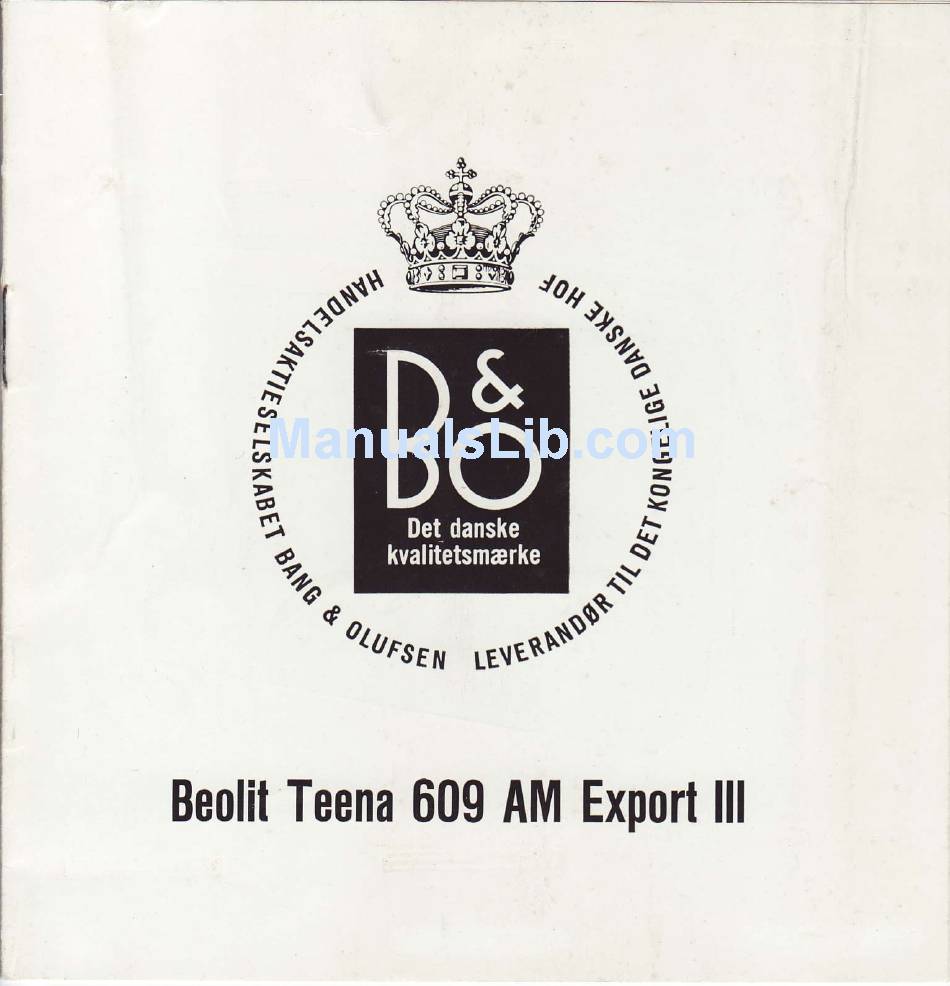 HANDELSAKTIESELSKABET BANG & OLUFSEN LEVERANDØR TIL DET KONGELIGE DANSKE HOF
B&O
Det danske
kvalitetsmærke
ManualsLib.com
Beolit Teena 609 AM Export III